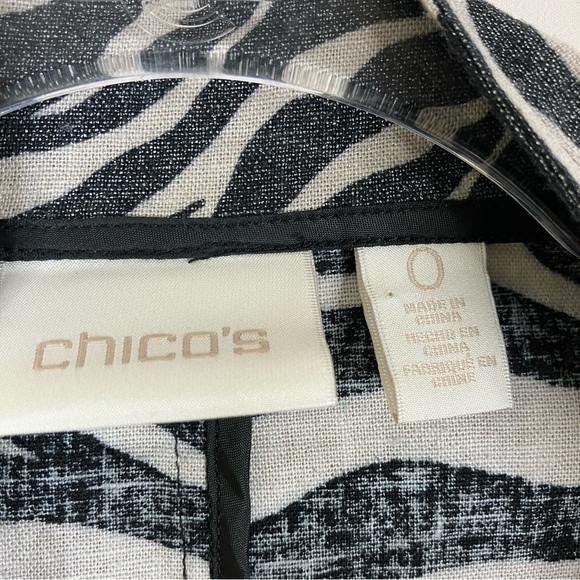 chico's
0
MADE IN
CHINA
HECHO EN
CHINA
FABRIQUÉ EN
CHINE